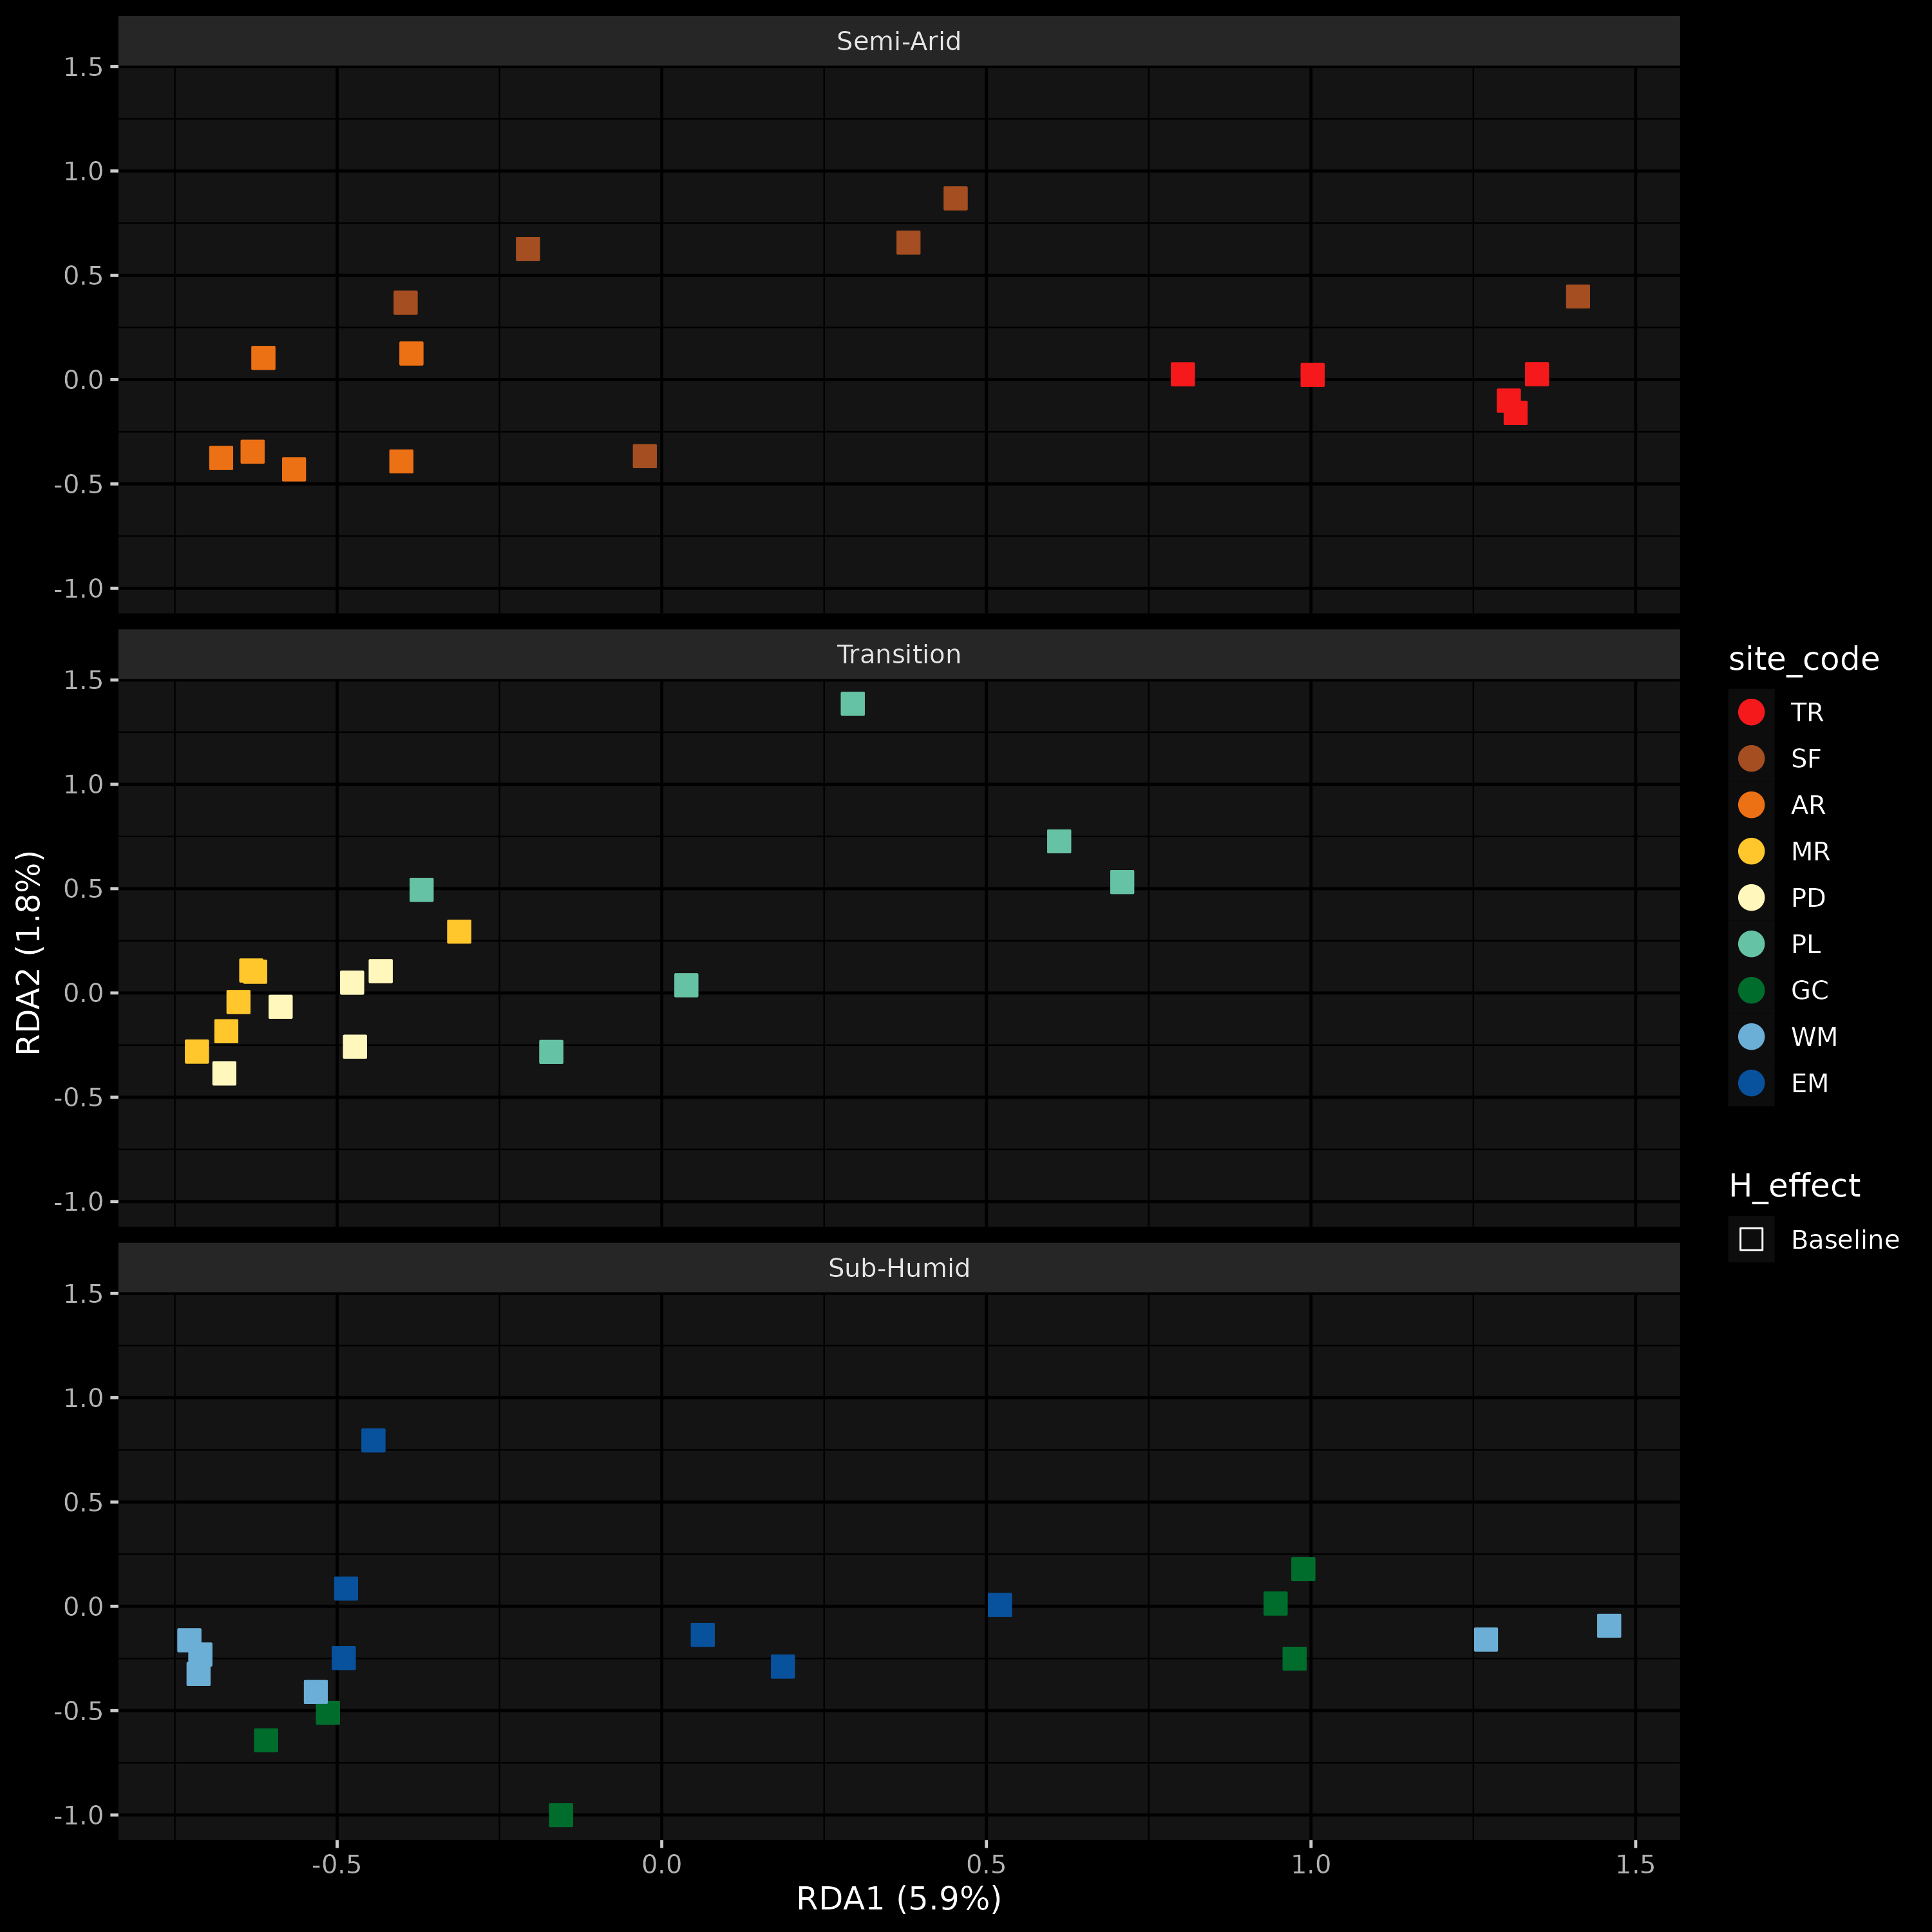 Semi-Arid
1.5
1.0
0.5
0.0
-0.5
-1.0
Transition
1.5
1.0
0.5
0.0
-0.5
-1.0
Sub-Humid
1.5
1.0
0.5
0.0
-0.5
-1.0
-0.5 0.0 0.5 1.0 1.5
RDA1 (5.9%)
RDA2 (1.8%)
site_code
TR
SF
AR
MR
PD
PL
GC
WM
EM
H_effect
Baseline